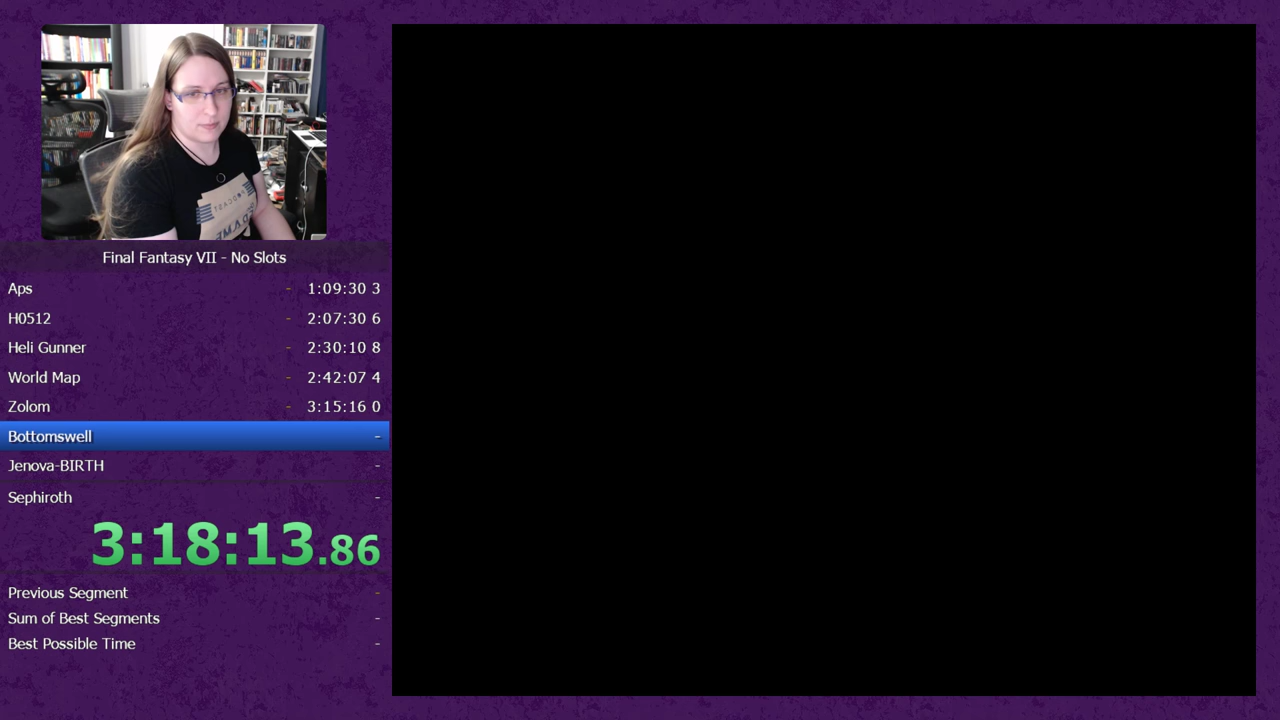 Final Fantasy VII - No Slots
Aps - 1:09:30 3
H0512 - 2:07:30 6
Heli Gunner - 2:30:10 8
World Map - 2:42:07 4
Zolom - 3:15:16 0
Bottomswell -
Jenova-BIRTH -
Sephiroth -
3:18:13.86
Previous Segment -
Sum of Best Segments -
Best Possible Time -